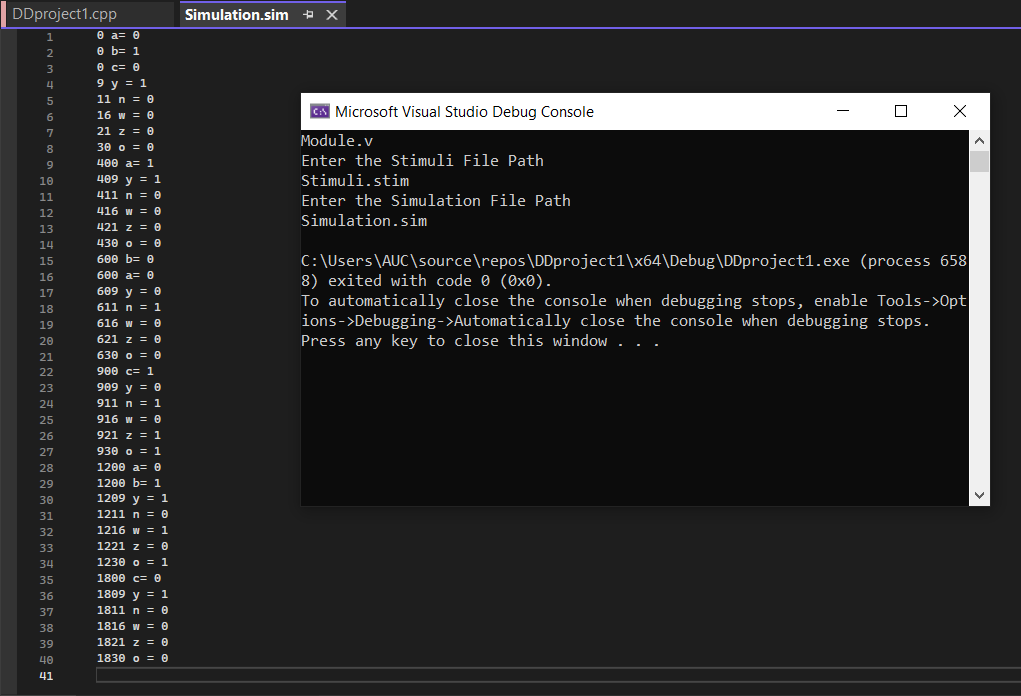 DDproject1.cpp
Simulation.sim
1 0 a= 0
2 0 b= 1
3 0 c= 0
4 9 y = 1
5 11 n = 0
6 16 w = 0
7 21 z = 0
8 30 o = 0
9 400 a= 1
10 409 y = 1
11 411 n = 0
12 416 w = 0
13 421 z = 0
14 430 o = 0
15 600 b= 0
16 600 a= 0
17 609 y = 0
18 611 n = 1
19 616 w = 0
20 621 z = 0
21 630 o = 0
22 900 c= 1
23 909 y = 0
24 911 n = 1
25 916 w = 0
26 921 z = 1
27 930 o = 1
28 1200 a= 0
29 1200 b= 1
30 1209 y = 1
31 1211 n = 0
32 1216 w = 1
33 1221 z = 0
34 1230 o = 1
35 1800 c= 0
36 1809 y = 1
37 1811 n = 0
38 1816 w = 0
39 1821 z = 0
40 1830 o = 0
41
C:\ Microsoft Visual Studio Debug Console
Module.v
Enter the Stimuli File Path
Stimuli.stim
Enter the Simulation File Path
Simulation.sim
C:\Users\AUC\source\repos\DDproject1\x64\Debug\DDproject1.exe (process 658
8) exited with code 0 (0x0).
To automatically close the console when debugging stops, enable Tools->Opt
ions->Debugging->Automatically close the console when debugging stops.
Press any key to close this window . . .